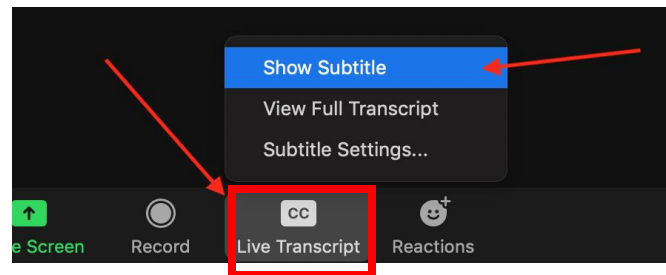 Show Subtitle
View Full Transcript
Subtitle Settings...
CC
e Screen Record Live Transcript Reactions